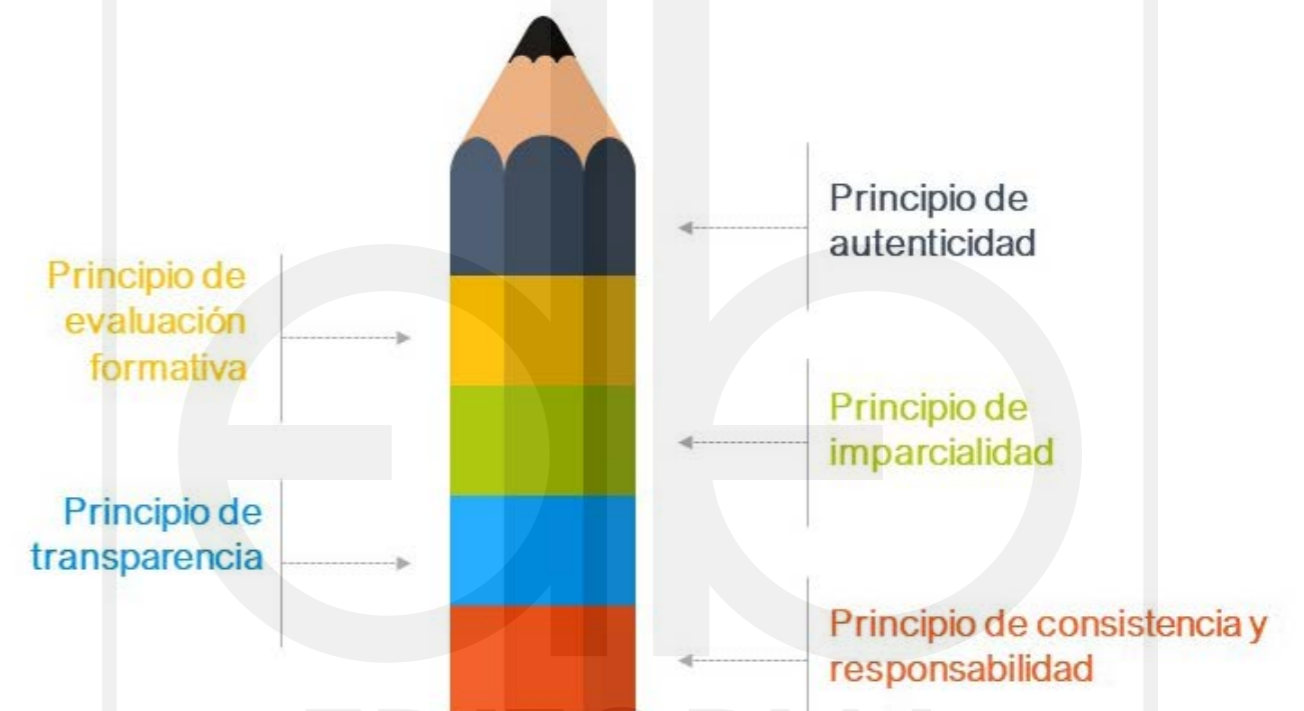 Principio de
autenticidad
Principio de
evaluación
formativa
Principio de
imparcialidad
Principio de
transparencia
Principio de consistencia y
responsabilidad